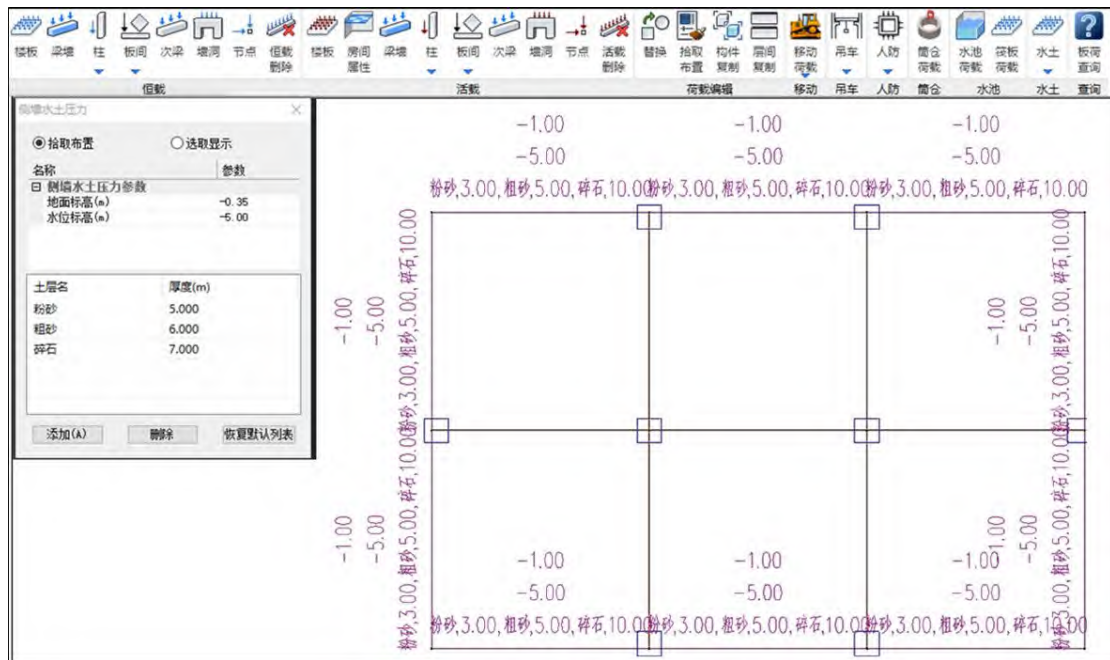 楼板 梁墙 柱 板间 次梁 墙洞 节点 恒载删除 楼板 房间属性 梁墙 柱 板间 次梁 墙洞 节点 活载删除 替换 拾取布置 构件复制 层间复制 移动荷载 吊车 人防 筒仓荷载 水池荷载 筏板荷载 水土 板荷查询
恒载 活载 荷载编辑 移动 吊车 人防 筒仓 水池 水土 查询
侧墙水土压力
拾取布置 选取显示
名称 参数
侧墙水土压力参数
地面标高(m) -0.35
水位标高(m) -5.00
土层名 厚度(m)
粉砂 5.000
粗砂 6.000
碎石 7.000
添加(A) 删除 恢复默认列表
-1.00 -1.00 -1.00
-5.00 -5.00 -5.00
粉砂,3.00,粗砂,5.00,碎石,10.00 粉砂,3.00,粗砂,5.00,碎石,10.00 粉砂,3.00,粗砂,5.00,碎石,10.00
-1.00
-5.00
粉砂,3.00,粗砂,5.00,碎石,10.00
-1.00
-5.00
粉砂,3.00,粗砂,5.00,碎石,10.00
-1.00
-5.00
粉砂,3.00,粗砂,5.00,碎石,10.00
-1.00
-5.00
粉砂,3.00,粗砂,5.00,碎石,10.00
-1.00 -1.00 -1.00
-5.00 -5.00 -5.00
粉砂,3.00,粗砂,5.00,碎石,10.00 粉砂,3.00,粗砂,5.00,碎石,10.00 粉砂,3.00,粗砂,5.00,碎石,10.00